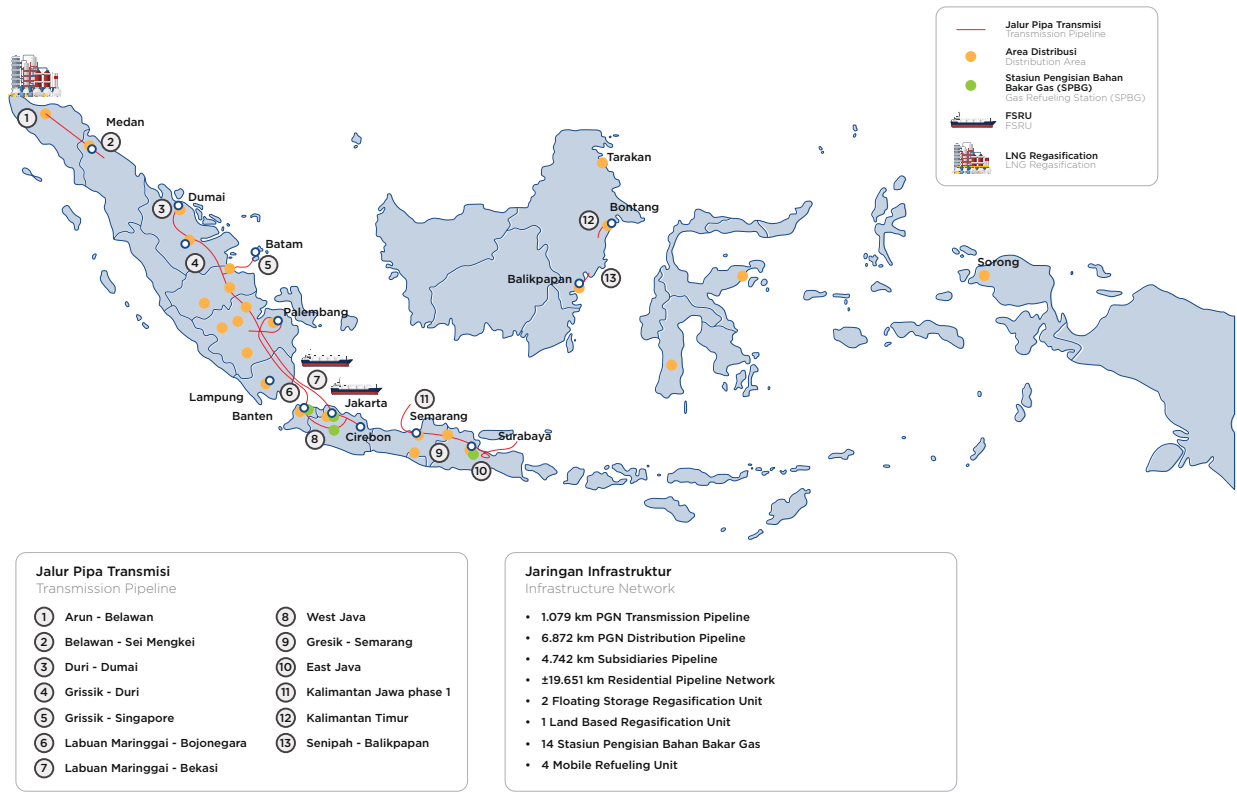 Jalur Pipa Transmisi
Transmission Pipeline
Area Distribusi
Distribution Area
Stasiun Pengisian Bahan
Bakar Gas (SPBG)
Gas Refueling Station (SPBG)
FSRU
FSRU
LNG Regasification
LNG Regasification
1
Medan
2
Tarakan
Dumai
3
Bontang
12
Batam
4
5
Balikpapan
13
Sorong
Palembang
7
6
Lampung
Jakarta
11
Banten
Semarang
8
Cirebon
Surabaya
9
10
Jalur Pipa Transmisi
Transmission Pipeline
1 Arun - Belawan
2 Belawan - Sei Mengkei
3 Duri - Dumai
4 Grissik - Duri
5 Grissik - Singapore
6 Labuan Maringgai - Bojonegara
7 Labuan Maringgai - Bekasi
8 West Java
9 Gresik - Semarang
10 East Java
11 Kalimantan Jawa phase 1
12 Kalimantan Timur
13 Senipah - Balikpapan
Jaringan Infrastruktur
Infrastructure Network
• 1.079 km PGN Transmission Pipeline
• 6.872 km PGN Distribution Pipeline
• 4.742 km Subsidiaries Pipeline
• ±19.651 km Residential Pipeline Network
• 2 Floating Storage Regasification Unit
• 1 Land Based Regasification Unit
• 14 Stasiun Pengisian Bahan Bakar Gas
• 4 Mobile Refueling Unit